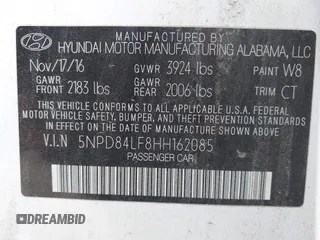 HYUNDAI MOTOR MANUFACTURING ALABAMA, LLC
Nov/17/16 GVWR 3924 lbs PAINT W8
GAWR FRONT 2183 lbs GAWR REAR 2006 lbs TRIM CT
THIS VEHICLE CONFORMS TO ALL APPLICABLE U.S. FEDERAL
MOTOR VEHICLE SAFETY, BUMPER, AND THEFT PREVENTION
STANDARDS IN EFFECT ON THE DATE OF MANUFACTURE SHOWN ABOVE.
V.I.N 5NPD84LF8HH162085
PASSENGER CAR
DREAMBID